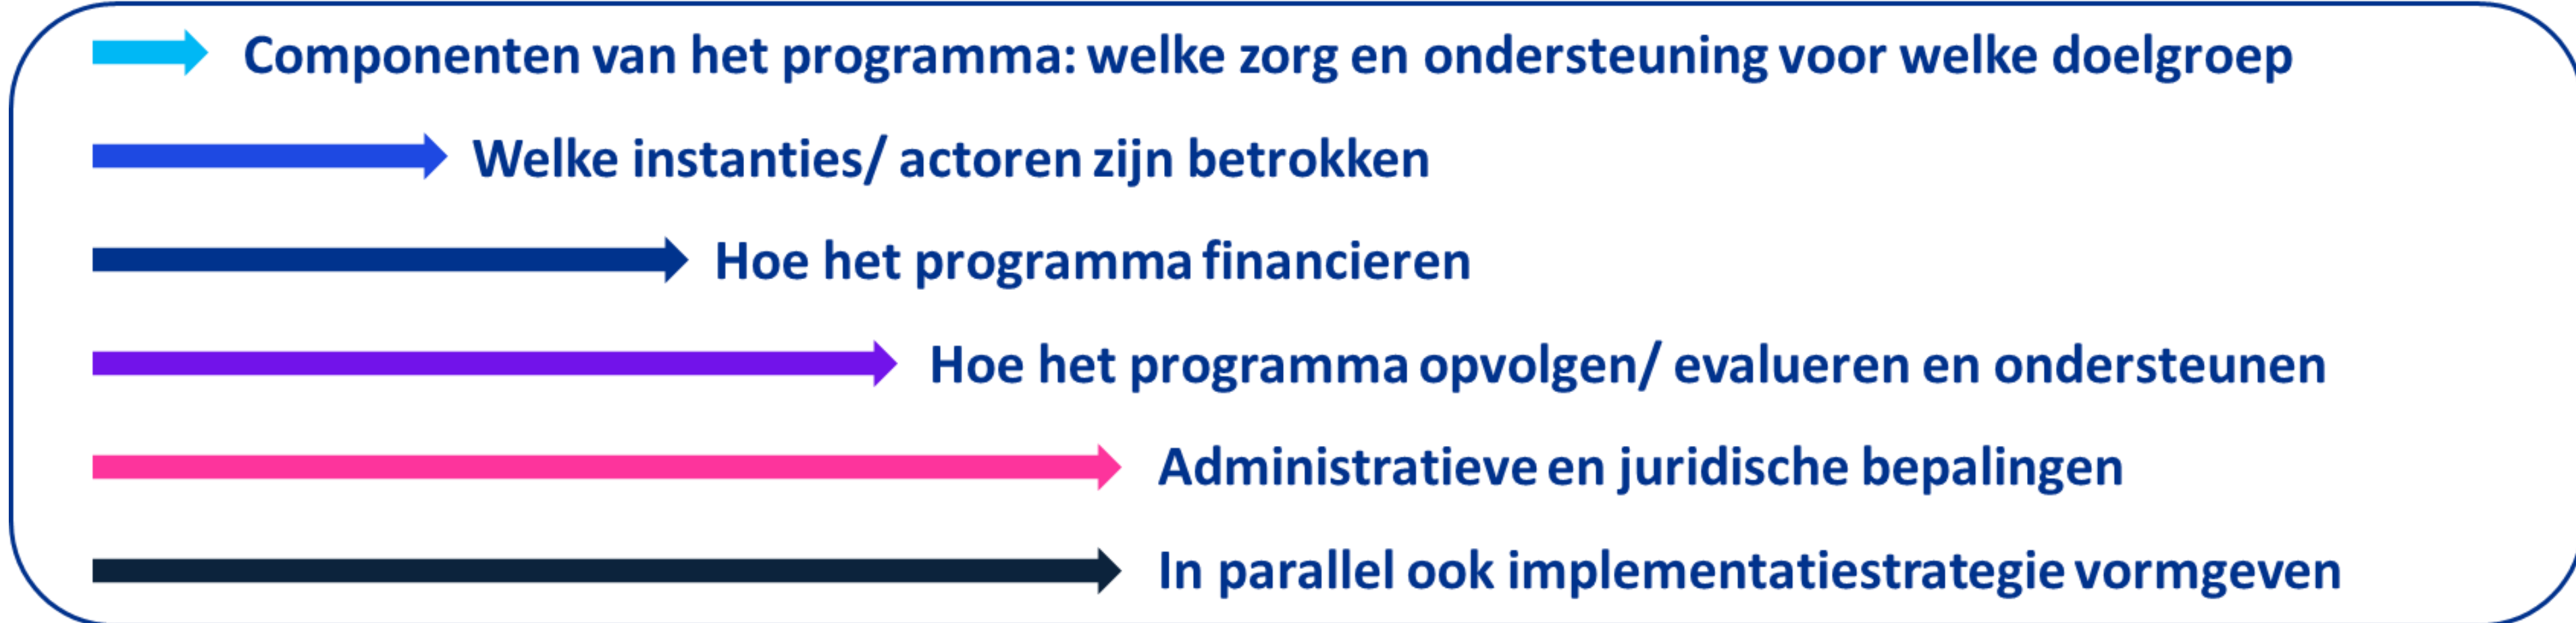 Componenten van het programma: welke zorg en ondersteuning voor welke doelgroep
Welke instanties/ actoren zijn betrokken
Hoe het programma financieren
Hoe het programma opvolgen/ evalueren en ondersteunen
Administratieve en juridische bepalingen
In parallel ook implementatiestrategie vormgeven